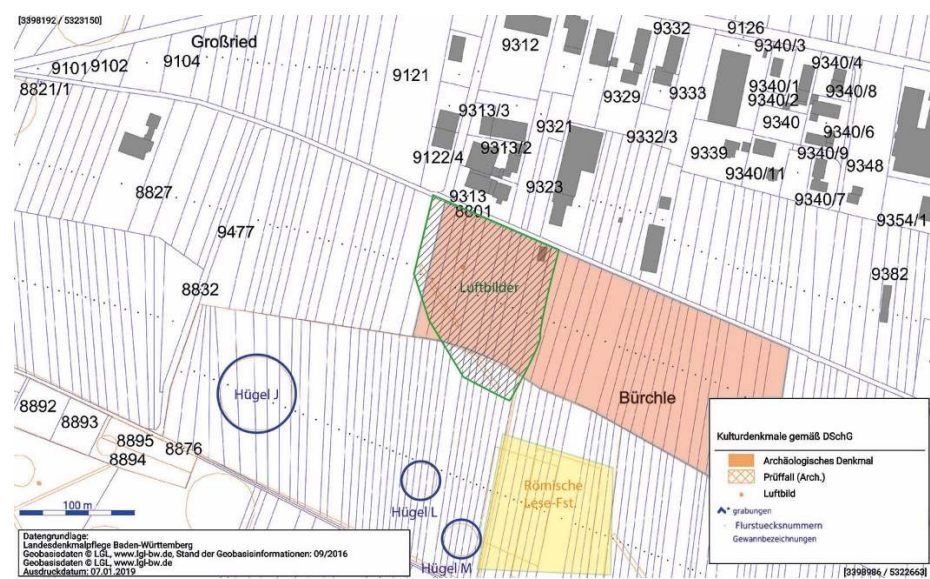 [3398192 / 5323150]
Großried
9312
9332
9126
9340/3
9101
9102
9104
9121
9340/4
8821/1
9329
9333
9340/1
9340/2
9340/8
9313/3
9321
9332/3
9340
9340/6
9122/4
9313/2
9339
9340/9
9348
9340/11
8827
9313
9323
9340/7
8801
9354/1
9477
9382
8832
Luftbilder
Hügel J
Bürchle
8892
8893
8895
8876
8894
Römische
Lese-Fst.
Hügel L
Hügel M
100 m
Kulturdenkmale gemäß DSchG
Archäologisches Denkmal
Prüffall (Arch.)
Luftbild
grabungen
Flurstuecksnummern
Gewannbezeichnungen
Datengrundlage:
Landesdenkmalpflege Baden-Württemberg
Geobasisdaten © LGL, www.lgl-bw.de, Stand der Geobasisinformationen: 09/2016
Geobasisdaten © LGL, www.lgl-bw.de
Ausdruckdatum: 07.01.2019
[3398986 / 5322663]